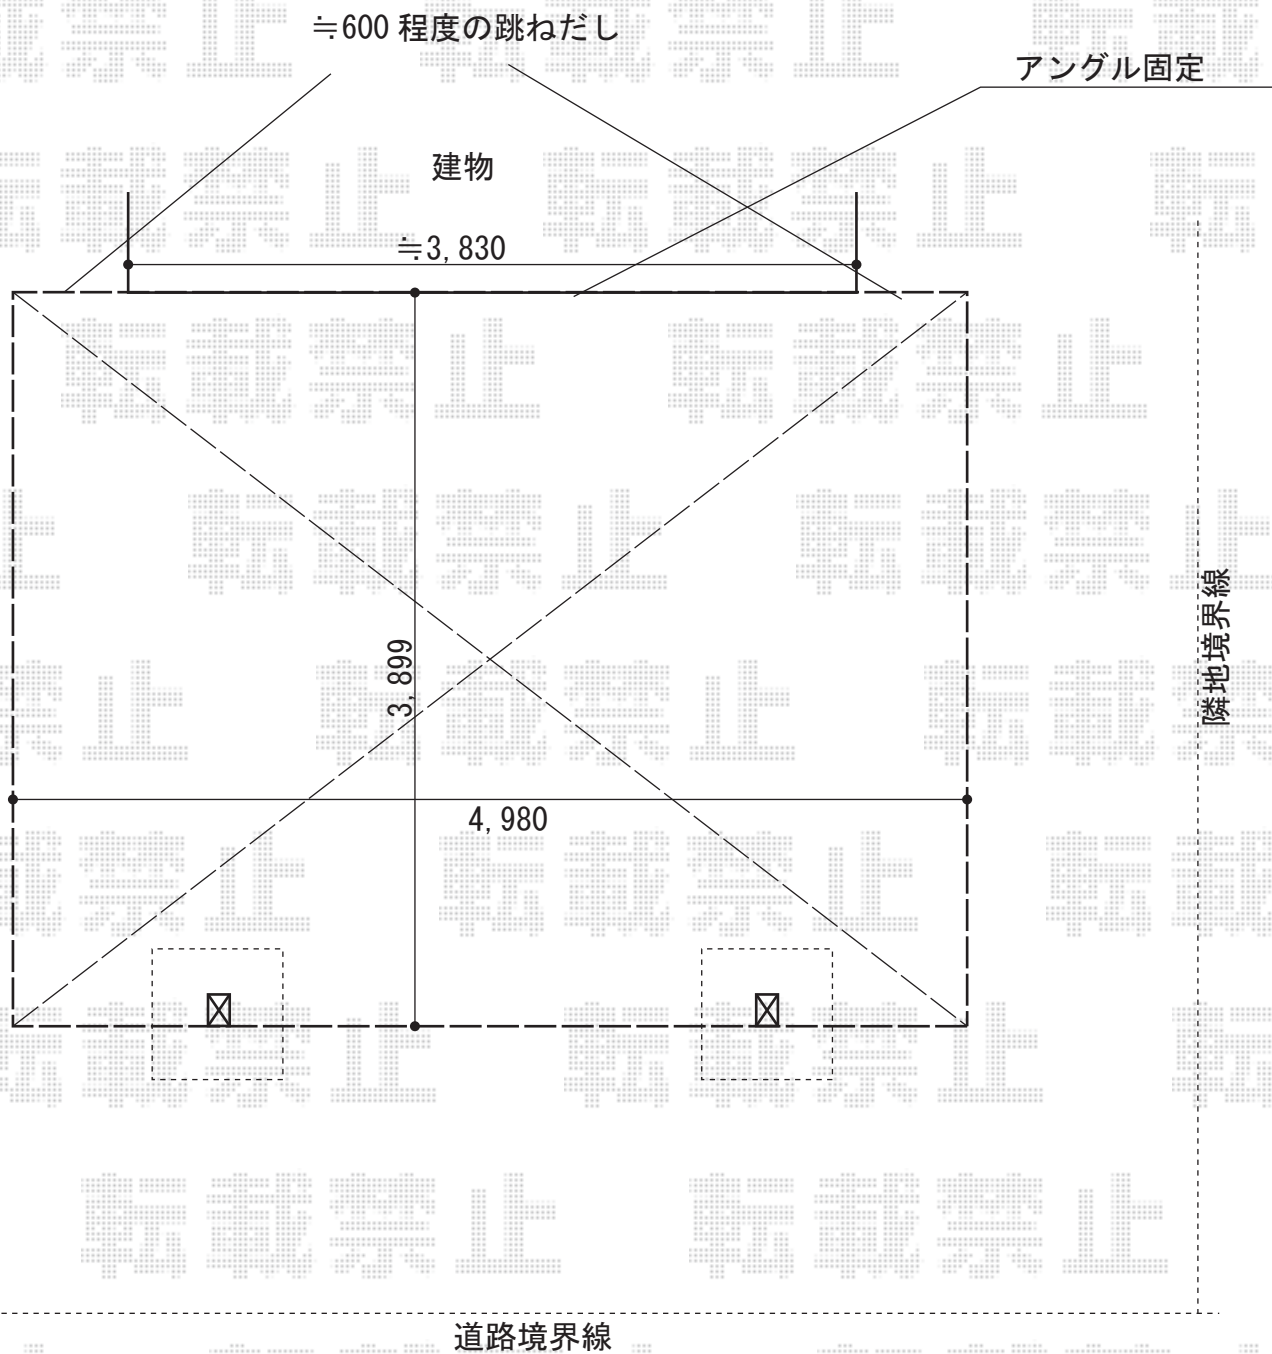 ≒600 程度の跳ねだし
アングル固定
建物
≒3,830
3,899
4,980
隣地境界線
道路境界線
転載禁止